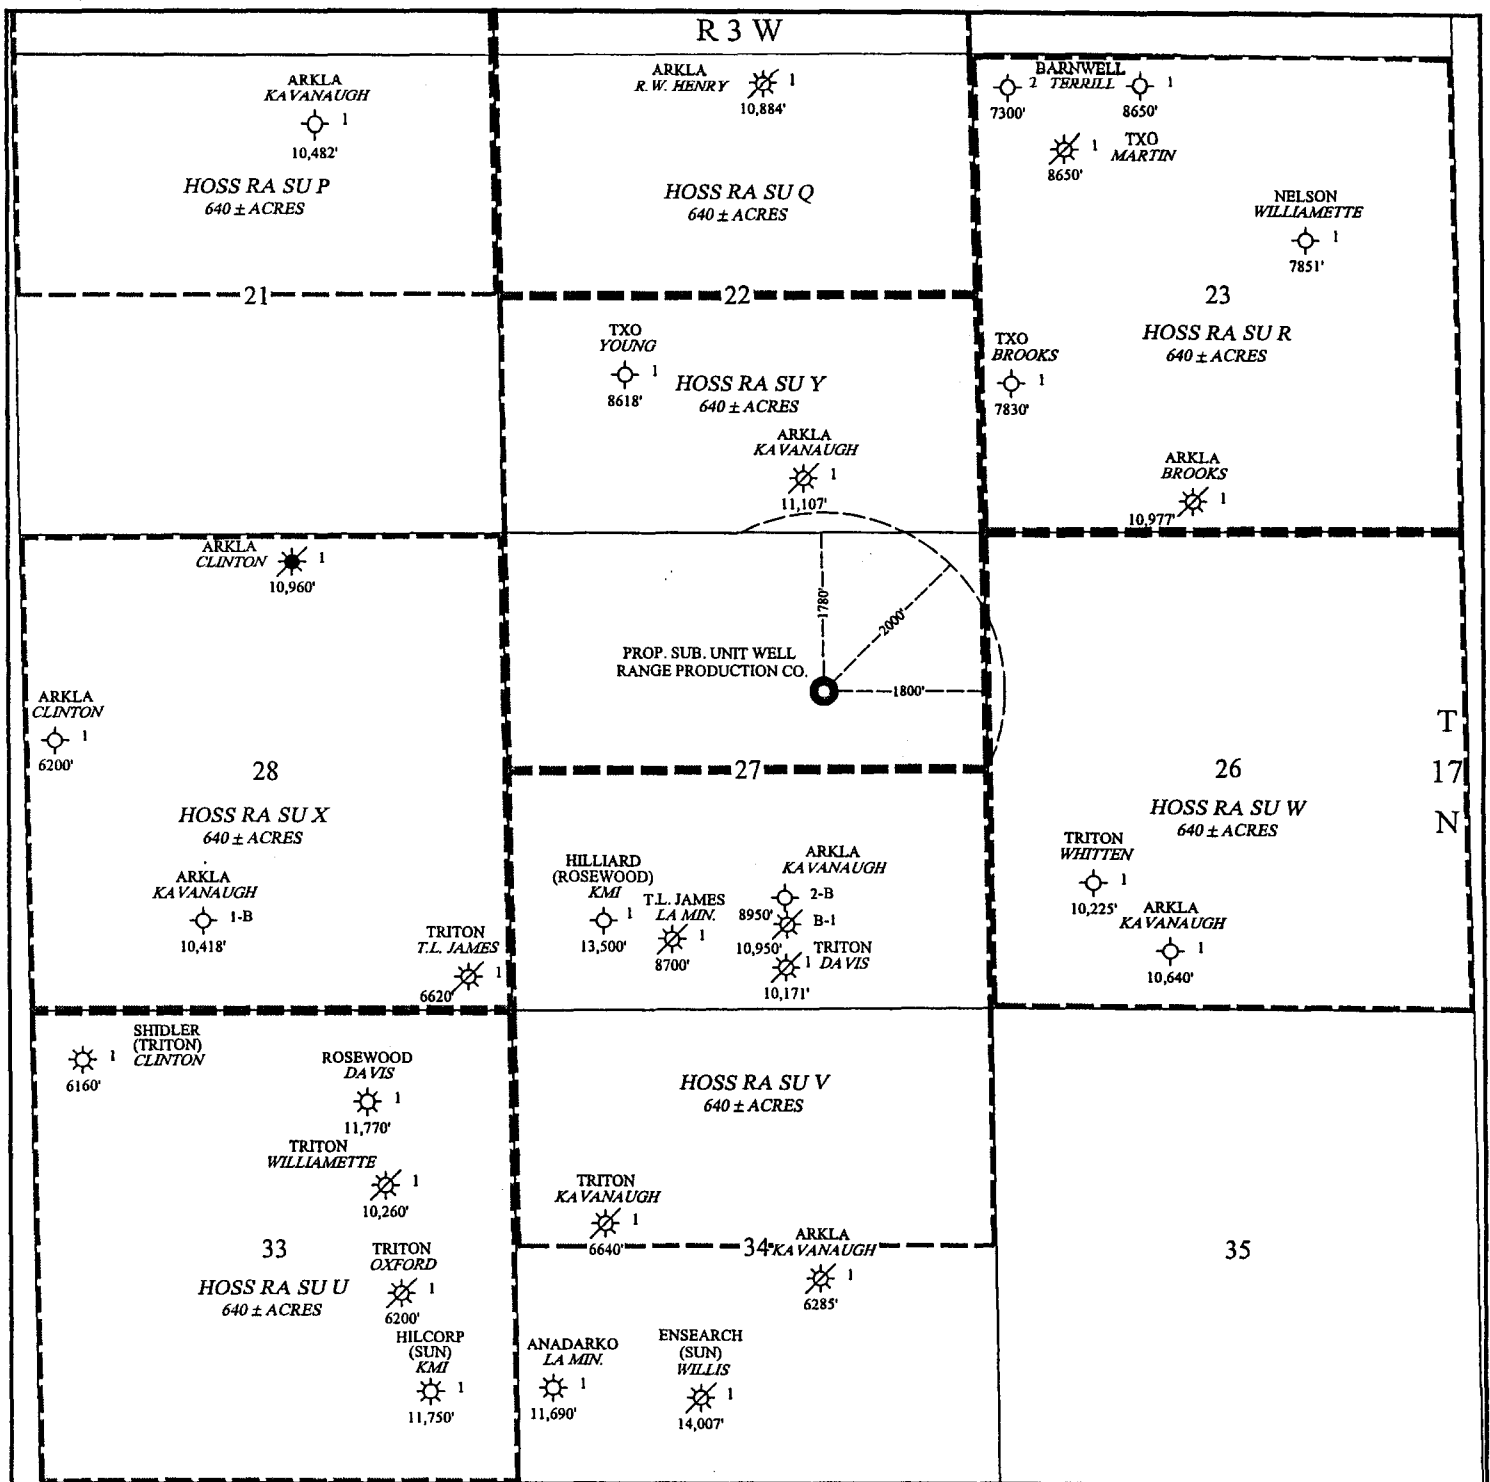 R 3 W
ARKLA
KAVANAUGH
1
10,482'
HOSS RA SU P
640 ± ACRES
21
ARKLA
R.W. HENRY
1
10,884'
HOSS RA SU Q
640 ± ACRES
22
BARNWELL
2 TERRILL 1
7300'
8650'
1 TXO
MARTIN
8650'
NELSON
WILLIAMETTE
1
7851'
23
HOSS RA SU R
640 ± ACRES
TXO
BROOKS
1
7830'
ARKLA
BROOKS
1
10,977'
TXO
YOUNG
1
8618'
HOSS RA SU Y
640 ± ACRES
ARKLA
KAVANAUGH
1
11,107'
ARKLA
CLINTON
1
10,960'
1780'
2000'
PROP. SUB. UNIT WELL
RANGE PRODUCTION CO.
1800'
27
ARKLA
CLINTON
1
6200'
28
HOSS RA SU X
640 ± ACRES
ARKLA
KAVANAUGH
1-B
10,418'
TRITON
T.L. JAMES
1
6620'
HILLIARD
(ROSEWOOD)
KMI
1
13,500'
T.L. JAMES
LA MIN.
1
8700'
ARKLA
KAVANAUGH
2-B
8950'
B-1
10,950'
TRITON
1 DAVIS
10,171'
T
17
N
26
HOSS RA SU W
640 ± ACRES
TRITON
WHITTEN
1
10,225'
ARKLA
KAVANAUGH
1
10,640'
SHIDLER
(TRITON)
CLINTON
1
6160'
ROSEWOOD
DAVIS
1
11,770'
TRITON
WILLIAMETTE
1
10,260'
33
HOSS RA SU U
640 ± ACRES
TRITON
OXFORD
1
6200'
HILCORP
(SUN)
KMI
1
11,750'
HOSS RA SU V
640 ± ACRES
TRITON
KAVANAUGH
1
6640'
34
ARKLA
KAVANAUGH
1
6285'
ANADARKO
LA MIN.
1
11,690'
ENSEARCH
(SUN)
WILLIS
1
14,007'
35